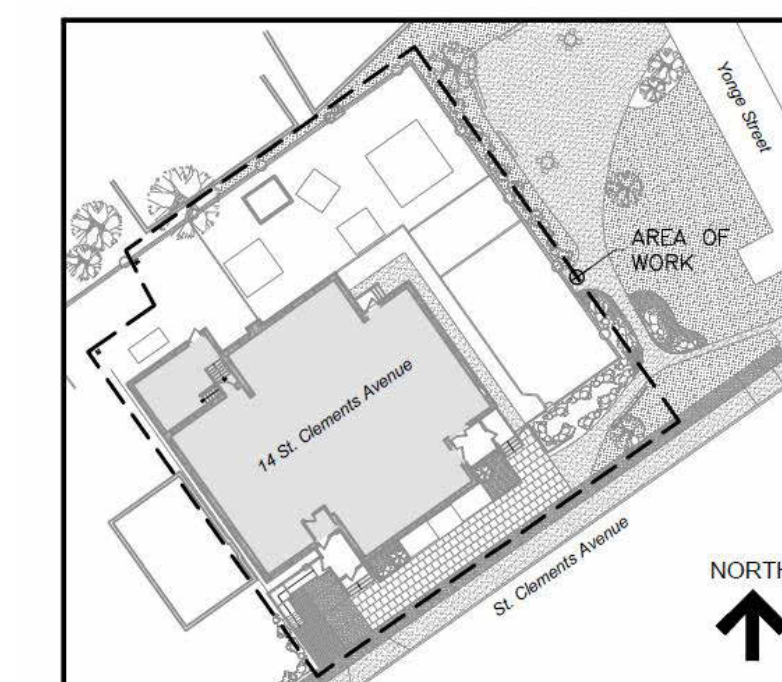 Yonge Street
AREA OF
WORK
14 St. Clements Avenue
St. Clements Avenue
NORTH